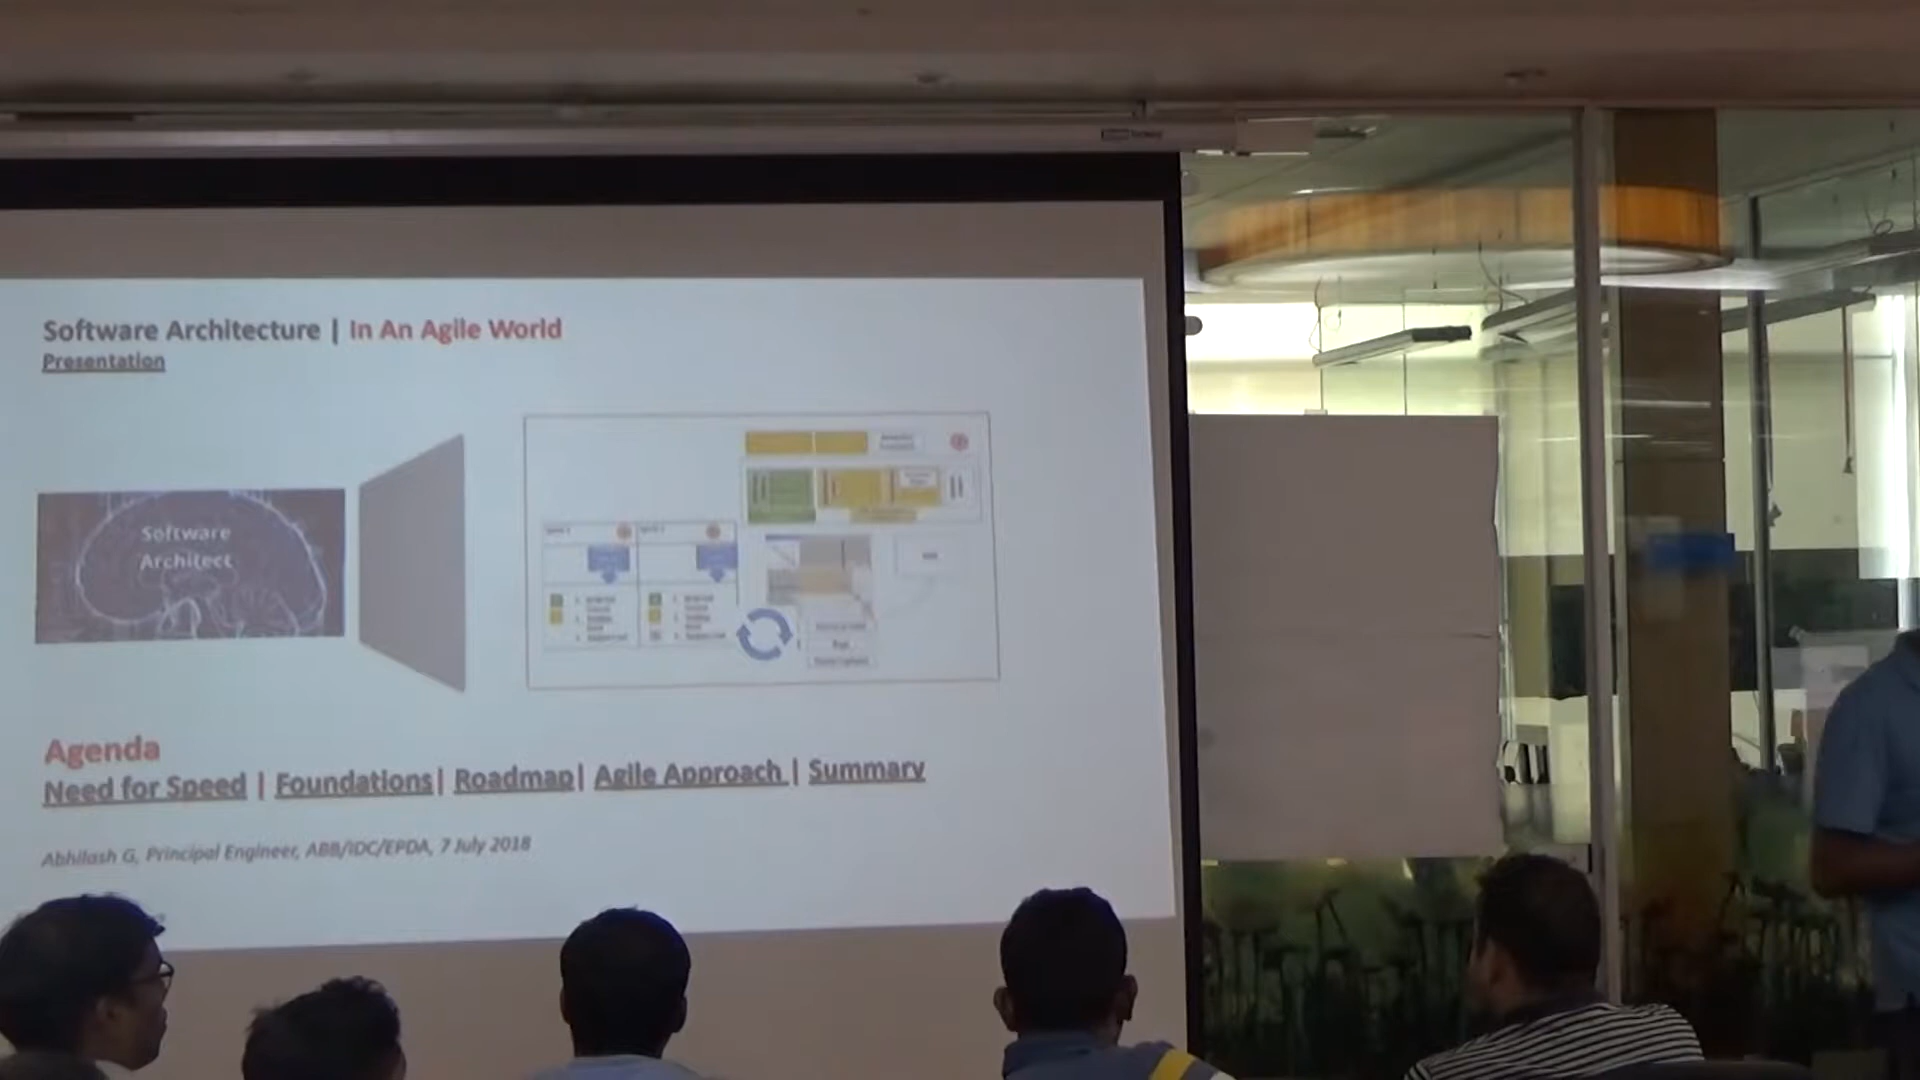 Software Architecture | In An Agile World
Presentation
Software
Architect
Agenda
Need for Speed | Foundations| Roadmap| Agile Approach | Summary
Abhilash G, Principal Engineer, ABB/IDC/EPDA, 7 July 2018